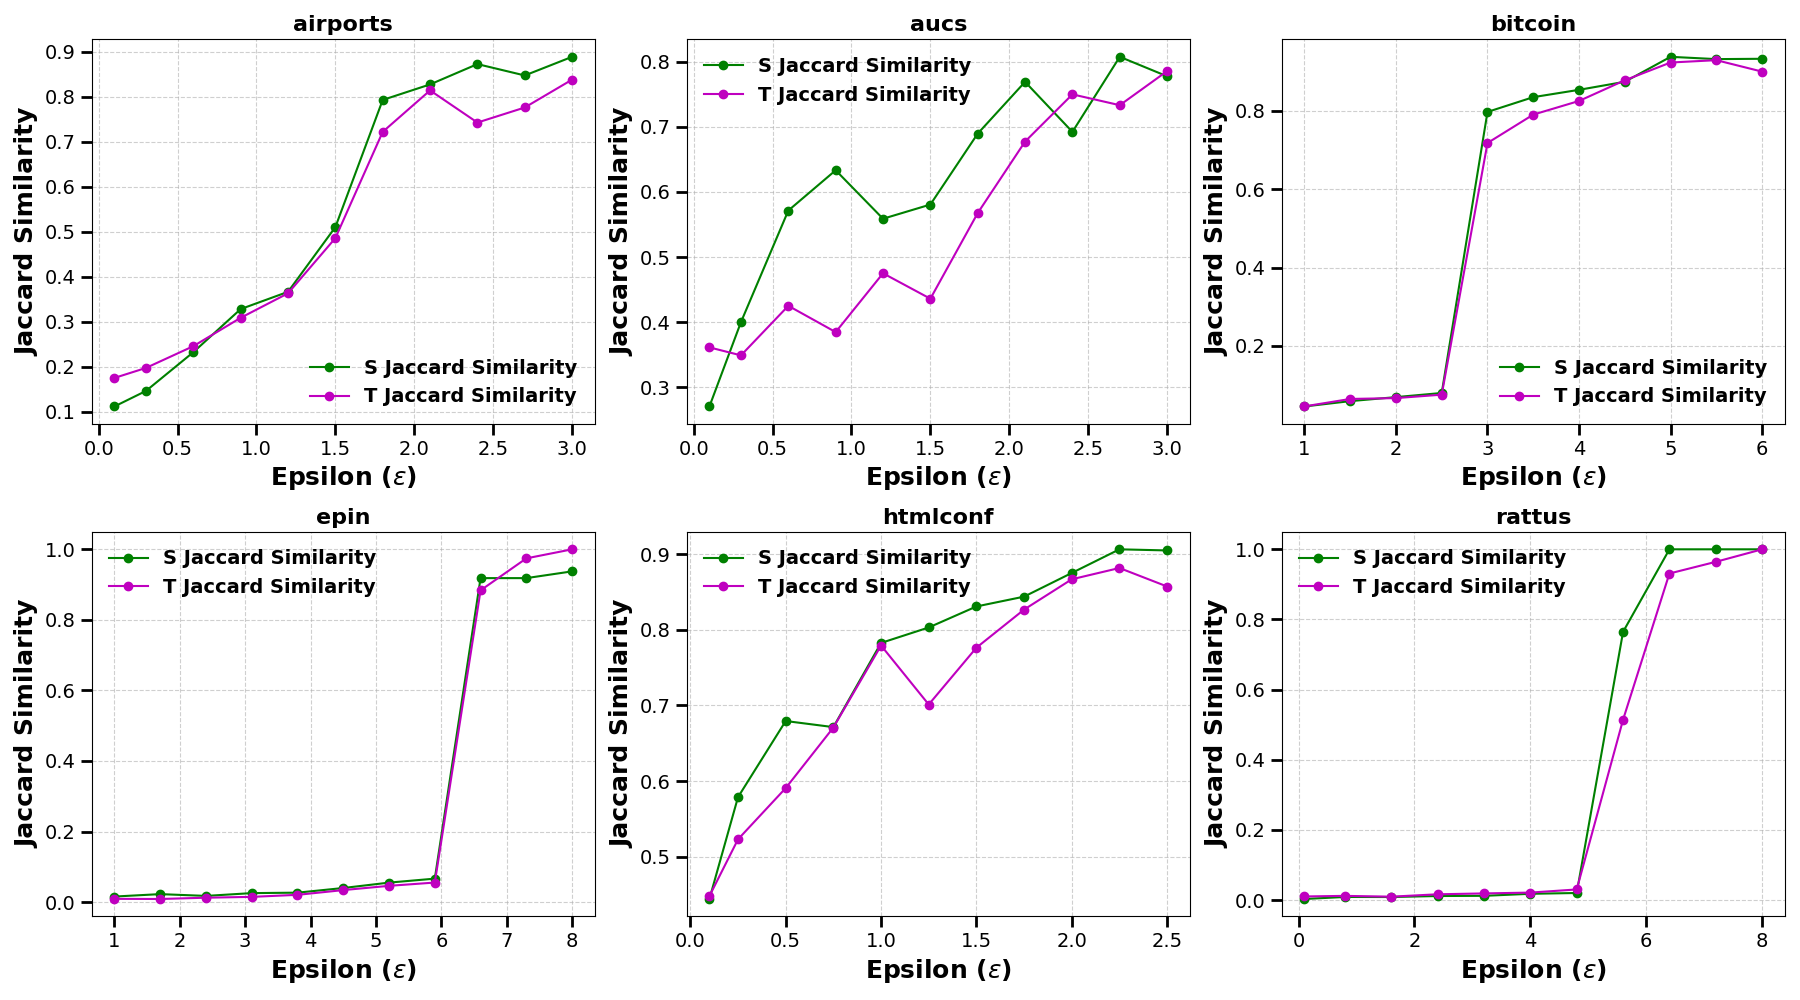 airports
Jaccard Similarity
0.9
0.8
0.7
0.6
0.5
0.4
0.3
0.2
0.1
S Jaccard Similarity
T Jaccard Similarity
0.0 0.5 1.0 1.5 2.0 2.5 3.0
Epsilon (ε)
aucs
Jaccard Similarity
0.8
0.7
0.6
0.5
0.4
0.3
S Jaccard Similarity
T Jaccard Similarity
0.0 0.5 1.0 1.5 2.0 2.5 3.0
Epsilon (ε)
bitcoin
Jaccard Similarity
0.8
0.6
0.4
0.2
S Jaccard Similarity
T Jaccard Similarity
1 2 3 4 5 6
Epsilon (ε)
epin
Jaccard Similarity
1.0
0.8
0.6
0.4
0.2
0.0
S Jaccard Similarity
T Jaccard Similarity
1 2 3 4 5 6 7 8
Epsilon (ε)
htmlconf
Jaccard Similarity
0.9
0.8
0.7
0.6
0.5
S Jaccard Similarity
T Jaccard Similarity
0.0 0.5 1.0 1.5 2.0 2.5
Epsilon (ε)
rattus
Jaccard Similarity
1.0
0.8
0.6
0.4
0.2
0.0
S Jaccard Similarity
T Jaccard Similarity
0 2 4 6 8
Epsilon (ε)